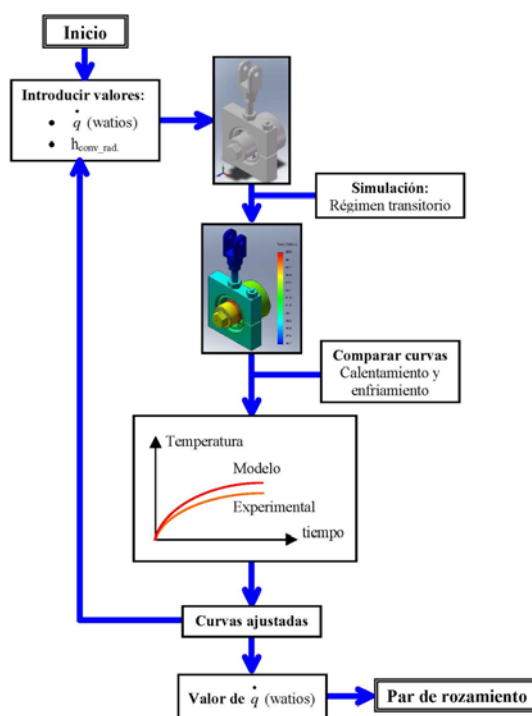 Inicio
Introducir valores:
• q̇ (watios)
• h_conv_rad.
Simulación:
Régimen transitorio
Comparar curvas
Calentamiento y
enfriamiento
Temperatura
Modelo
Experimental
tiempo
Curvas ajustadas
Valor de q̇ (watios)
Par de rozamiento